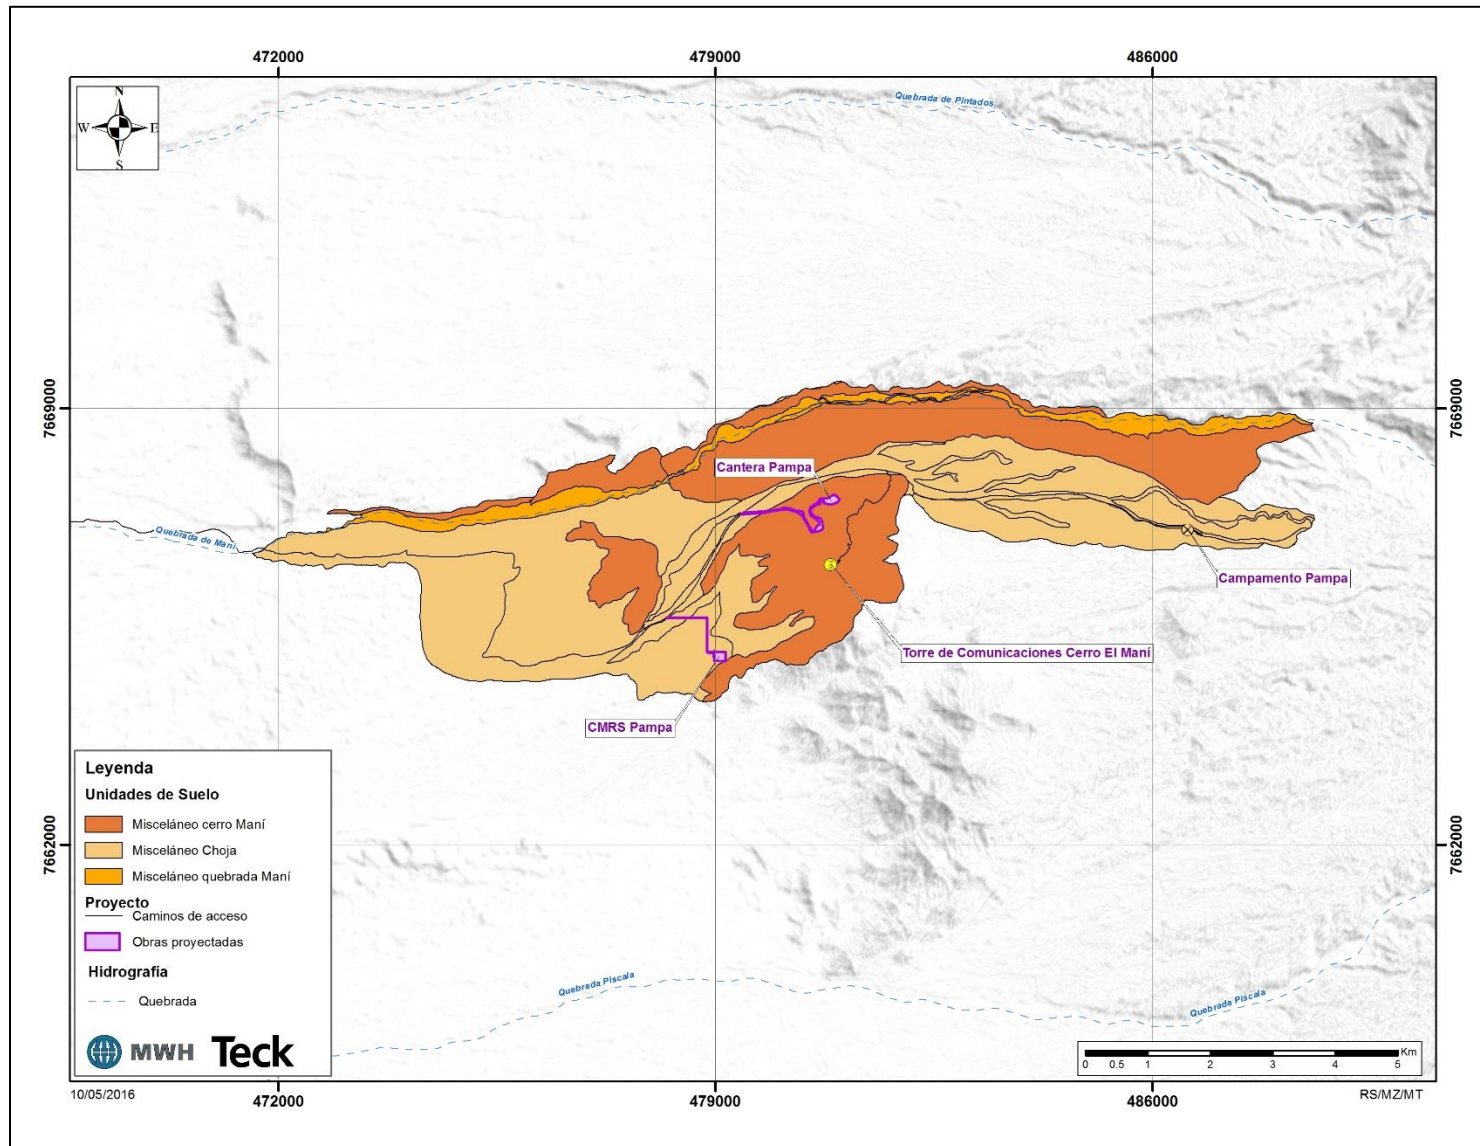 472000
479000
486000
N
W
E
S
Quebrada de Pintados
7669000
7669000
Cantera Pampa
Quebrada de Maní
Campamento Pampa
Torre de Comunicaciones Cerro El Maní
CMRS Pampa
Leyenda
Unidades de Suelo
Misceláneo cerro Maní
Misceláneo Choja
Misceláneo quebrada Maní
Proyecto
Caminos de acceso
Obras proyectadas
Hidrografía
Quebrada
MWH Teck
7662000
7662000
Quebrada Piscala
Quebrada Piscala
Km
0 0.5 1 2 3 4 5
10/05/2016
RS/MZ/MT
472000
479000
486000